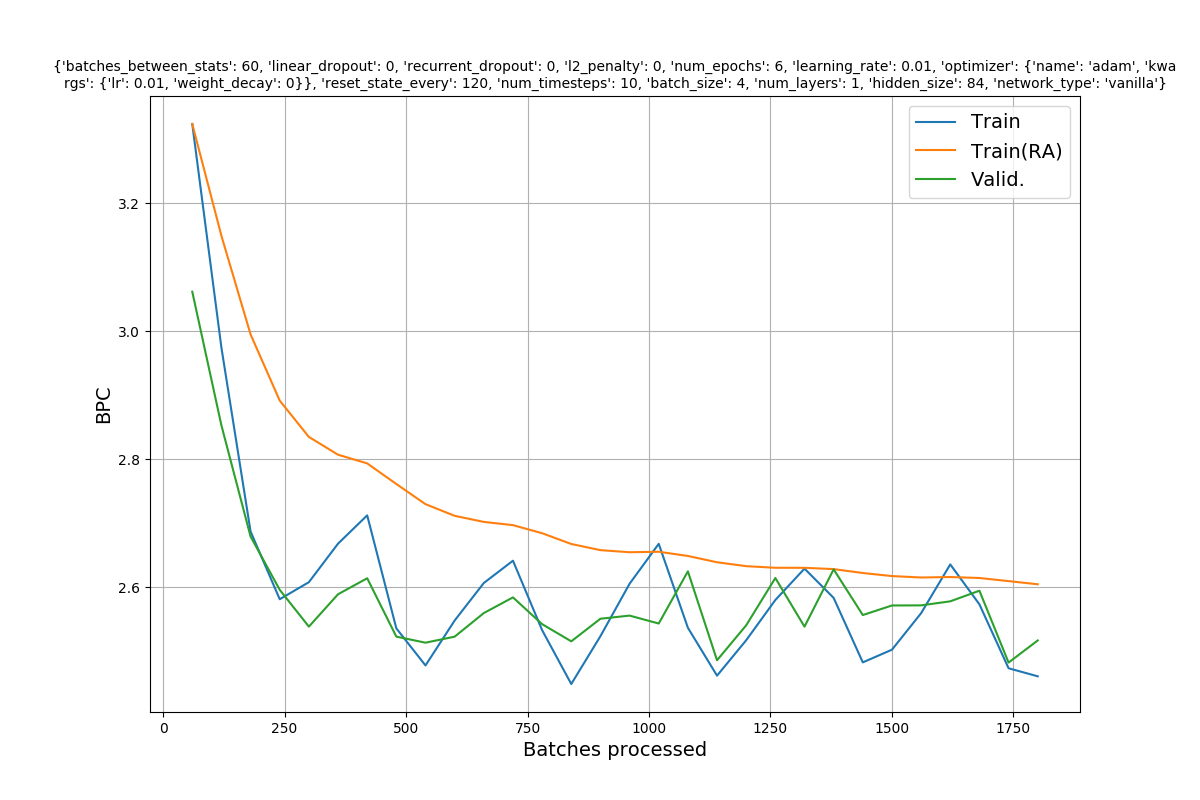 {'batches_between_stats': 60, 'linear_dropout': 0, 'recurrent_dropout': 0, 'l2_penalty': 0, 'num_epochs': 6, 'learning_rate': 0.01, 'optimizer': {'name': 'adam', 'kwa
rgs': {'lr': 0.01, 'weight_decay': 0}}, 'reset_state_every': 120, 'num_timesteps': 10, 'batch_size': 4, 'num_layers': 1, 'hidden_size': 84, 'network_type': 'vanilla'}
Train
Train(RA)
Valid.
3.2
3.0
2.8
2.6
BPC
0 250 500 750 1000 1250 1500 1750
Batches processed